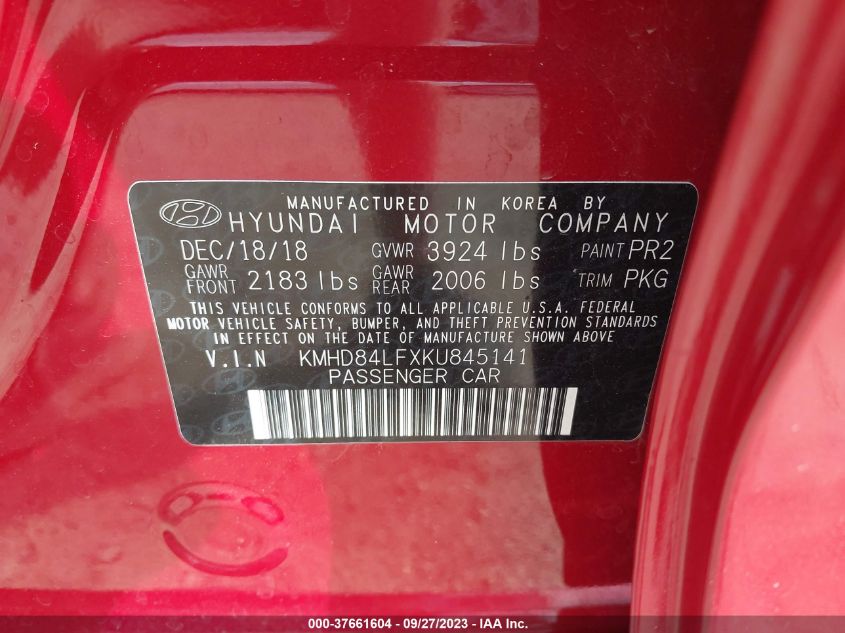 MANUFACTURED IN KOREA BY
HYUNDAI MOTOR COMPANY
DEC/18/18 GVWR 3924 lbs PAINT PR2
GAWR FRONT 2183 lbs GAWR REAR 2006 lbs TRIM PKG
THIS VEHICLE CONFORMS TO ALL APPLICABLE U.S.A. FEDERAL
MOTOR VEHICLE SAFETY, BUMPER, AND THEFT PREVENTION STANDARDS
IN EFFECT ON THE DATE OF MANUFACTURE SHOWN ABOVE
V.I.N KMHD84LFXKU845141
PASSENGER CAR
000-37661604 - 09/27/2023 - IAA Inc.